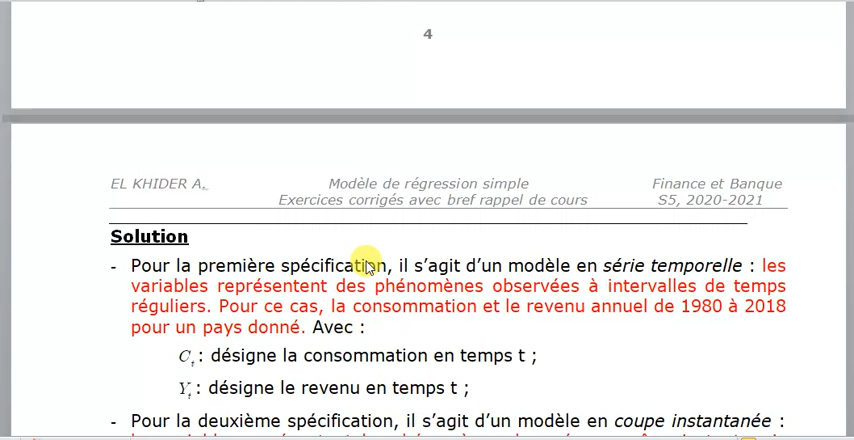 4
EL KHIDER A. Modèle de régression simple Finance et Banque
Exercices corrigés avec bref rappel de cours S5, 2020-2021
Solution
- Pour la première spécification, il s’agit d’un modèle en série temporelle : les
variables représentent des phénomènes observées à intervalles de temps
réguliers. Pour ce cas, la consommation et le revenu annuel de 1980 à 2018
pour un pays donné. Avec :
Cₜ : désigne la consommation en temps t ;
Yₜ : désigne le revenu en temps t ;
- Pour la deuxième spécification, il s’agit d’un modèle en coupe instantanée :